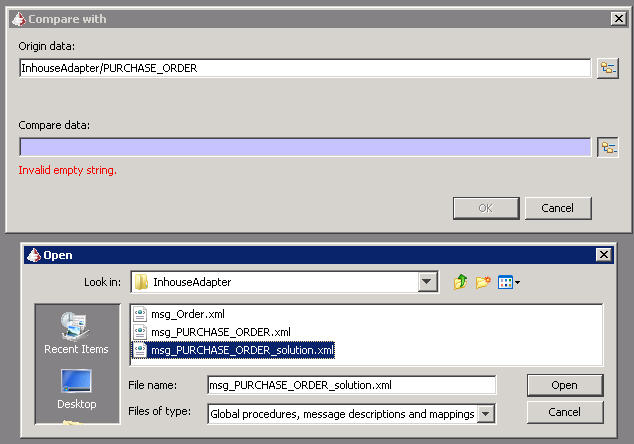 Compare with
Origin data:
InhouseAdapter/PURCHASE_ORDER
Compare data:
Invalid empty string.
OK
Cancel
Open
Look in:
InhouseAdapter
msg_Order.xml
msg_PURCHASE_ORDER.xml
msg_PURCHASE_ORDER_solution.xml
Recent Items
Desktop
File name:
msg_PURCHASE_ORDER_solution.xml
Open
Files of type:
Global procedures, message descriptions and mappings
Cancel